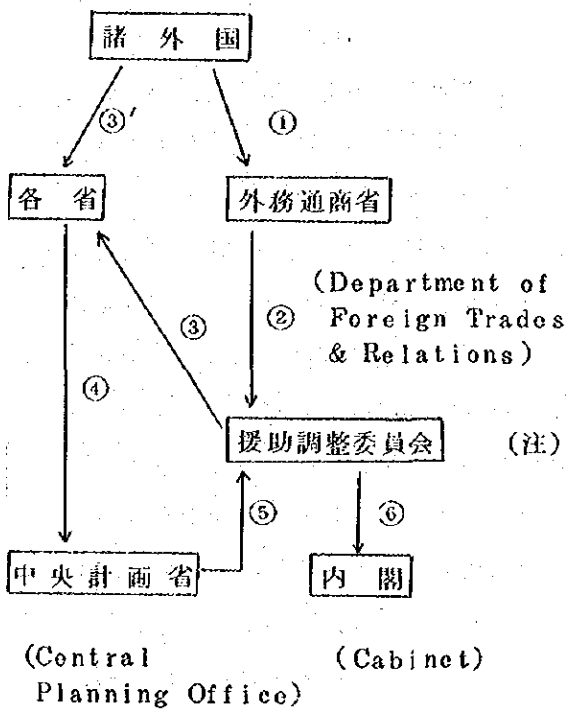 諸外国
③′
①
各省
外務通商省
(Department of
Foreign Trades
& Relations)
③
②
④
援助調整委員会
(注)
⑤
⑥
中央計画省
内閣
(Central
Planning Office)
(Cabinet)